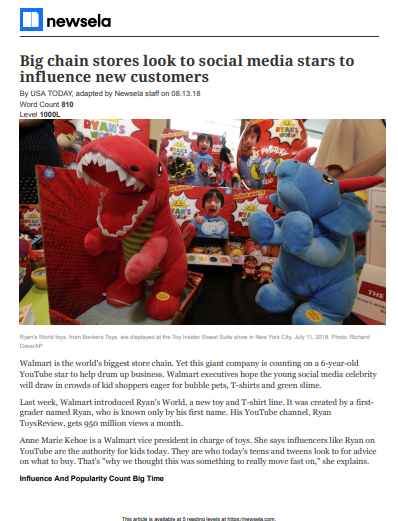 newsela
Big chain stores look to social media stars to
influence new customers
By USA TODAY, adapted by Newsela staff on 08.13.18
Word Count 810
Level 1000L
RYAN'S
WORLD
RYAN'S
RYAN'S
THE
Ryan's World toys, from Bonkers Toys, are displayed at the Toy Insider Sweet Suite show in New York City, July 11, 2018. Photo: Richard
Drew/AP
Walmart is the world's biggest store chain. Yet this giant company is counting on a 6-year-old
YouTube star to help drum up business. Walmart executives hope the young social media celebrity
will draw in crowds of kid shoppers eager for bubble pets, T-shirts and green slime.
Last week, Walmart introduced Ryan's World, a new toy and T-shirt line. It was created by a first-
grader named Ryan, who is known only by his first name. His YouTube channel, Ryan
ToysReview, gets 950 million views a month.
Anne Marie Kehoe is a Walmart vice president in charge of toys. She says influencers like Ryan on
YouTube are the authority for kids today. They are who today's teens and tweens look to for advice
on what to buy. That's "why we thought this was something to really move fast on," she explains.
Influence And Popularity Count Big Time
This article is available at 5 reading levels at https://newsela.com.